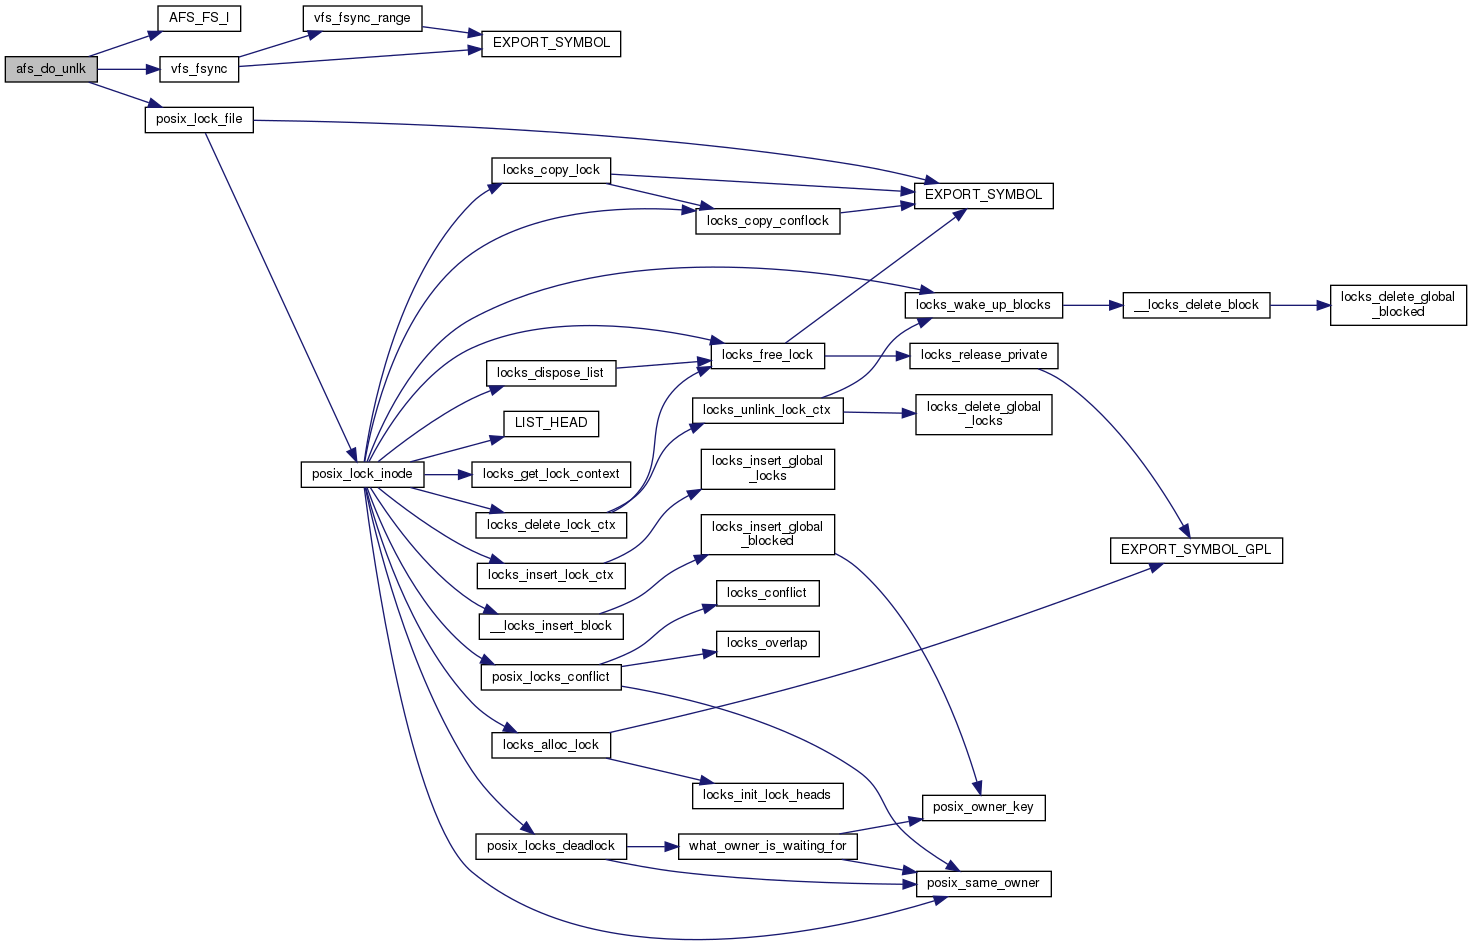 AFS_FS_I
vfs_fsync_range
EXPORT_SYMBOL
afs_do_unlk
vfs_fsync
posix_lock_file
locks_copy_lock
EXPORT_SYMBOL
locks_copy_conflock
locks_wake_up_blocks
__locks_delete_block
locks_delete_global
_blocked
locks_free_lock
locks_release_private
locks_dispose_list
locks_unlink_lock_ctx
locks_delete_global
_locks
LIST_HEAD
posix_lock_inode
locks_get_lock_context
locks_insert_global
_locks
locks_delete_lock_ctx
locks_insert_global
_blocked
EXPORT_SYMBOL_GPL
locks_insert_lock_ctx
locks_conflict
__locks_insert_block
locks_overlap
posix_locks_conflict
locks_alloc_lock
locks_init_lock_heads
posix_owner_key
posix_locks_deadlock
what_owner_is_waiting_for
posix_same_owner